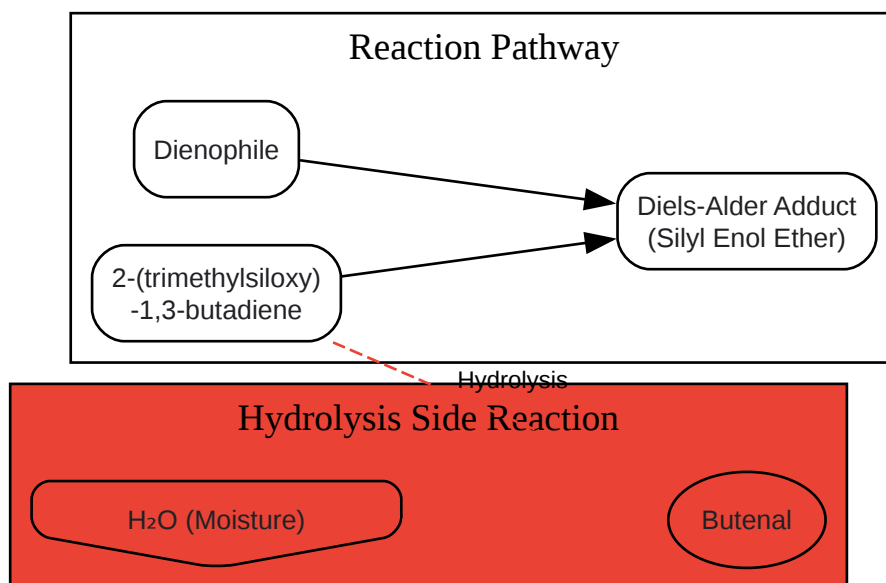 Reaction Pathway
Dienophile
Diels-Alder Adduct
(Silyl Enol Ether)
2-(trimethylsiloxy)
-1,3-butadiene
Hydrolysis
Hydrolysis Side Reaction
H₂O (Moisture)
Butenal